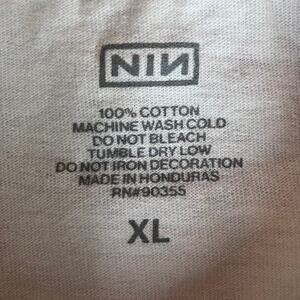 NIИ
100% COTTON
MACHINE WASH COLD
DO NOT BLEACH
TUMBLE DRY LOW
DO NOT IRON DECORATION
MADE IN HONDURAS
RN#90355
XL